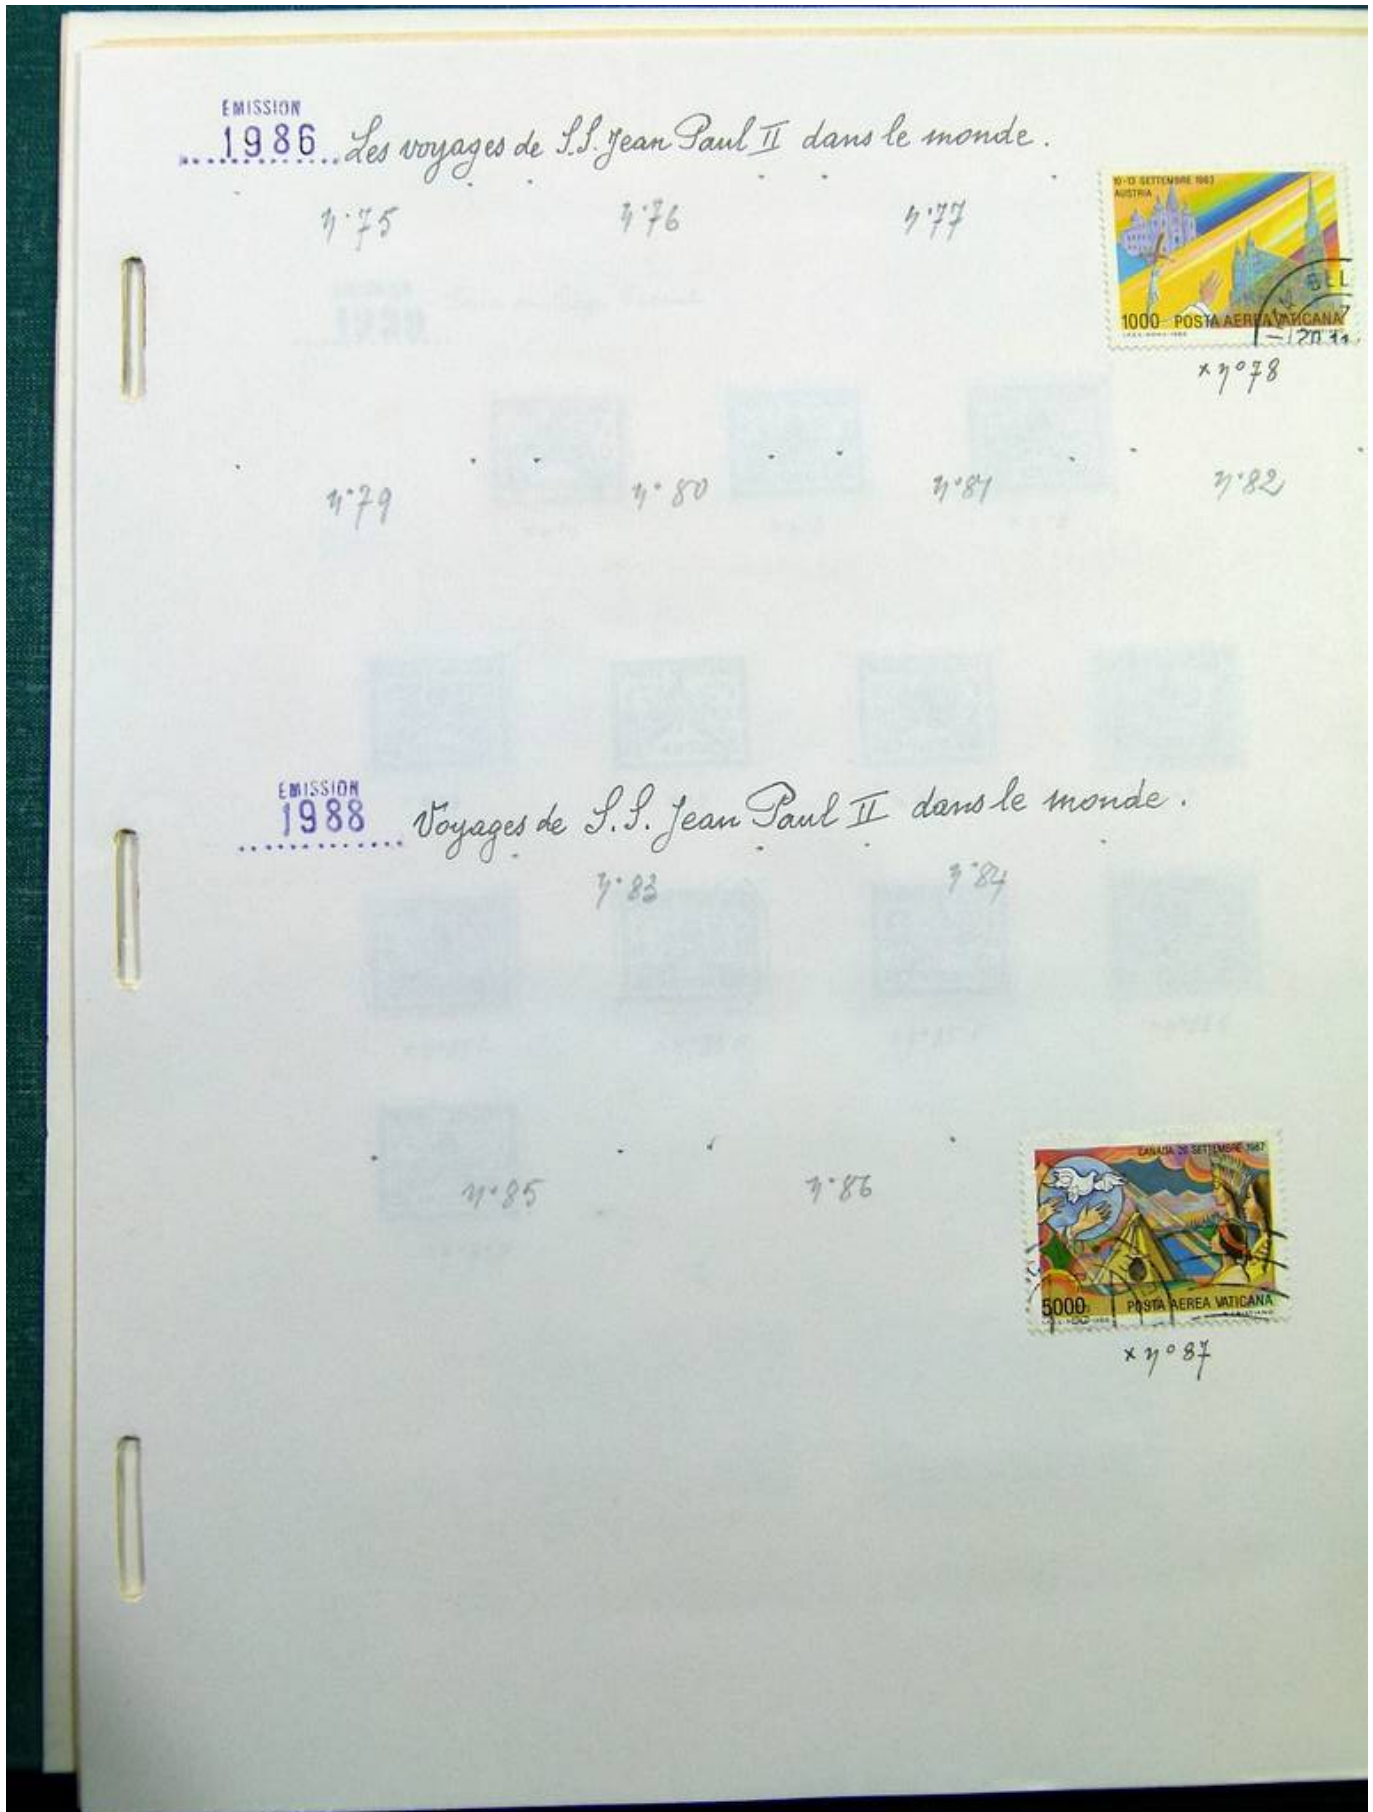 EMISSION
1986 Les voyages de S.S. Jean Paul II dans le monde.
n°75 n°76 n°77
10-13 SETTEMBRE 1983
AUSTRIA
1000 POSTA AEREA VATICANA
x n°78
n°79 n°80 n°81 n°82
EMISSION
1988 Voyages de S.S. Jean Paul II dans le monde.
n°83 n°84
n°85 n°86
CANADA 20 SETTEMBRE 1987
5000 POSTA AEREA VATICANA
x n°87